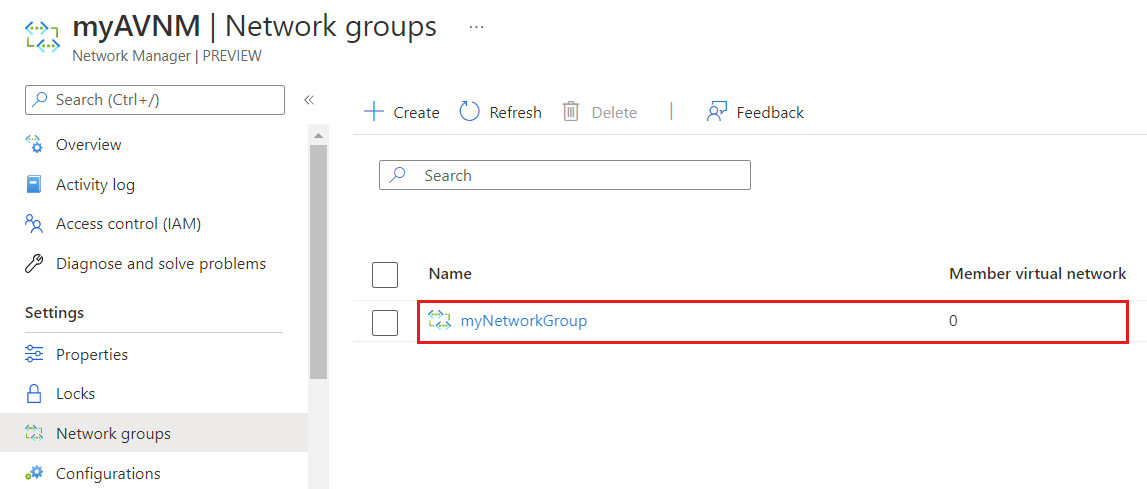 myAVNM | Network groups ...
Network Manager | PREVIEW
Search (Ctrl+/) «
Overview
Activity log
Access control (IAM)
Diagnose and solve problems
Settings
Properties
Locks
Network groups
Configurations
Create Refresh Delete | Feedback
Search
Name Member virtual network
myNetworkGroup 0